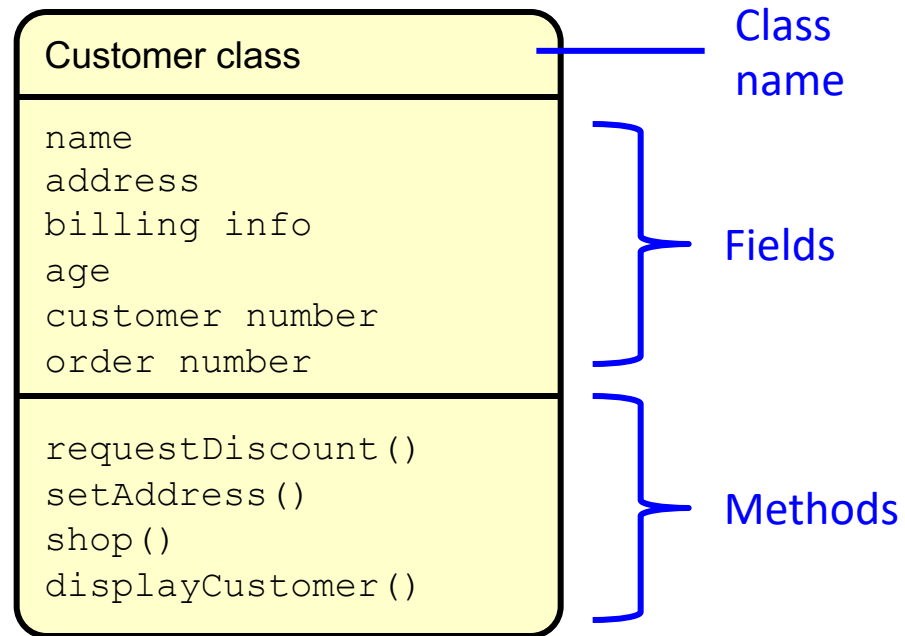 Customer class
Class
name
name
address
billing info
age
customer number
order number
Fields
requestDiscount()
setAddress()
shop()
displayCustomer()
Methods